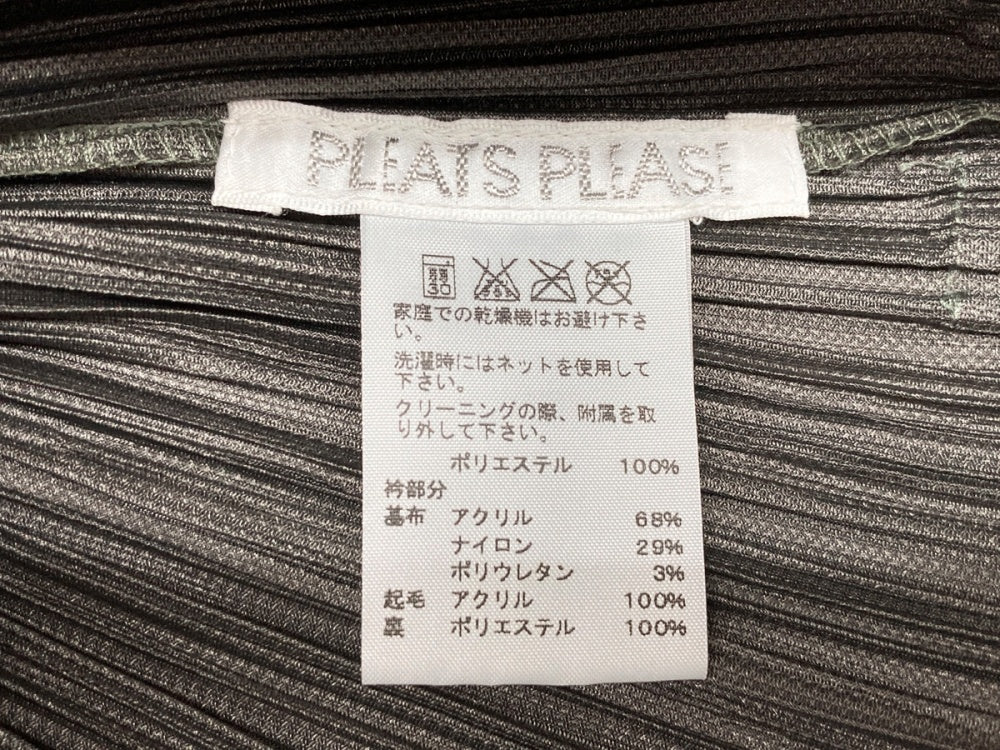 PLEATS PLEASE
家庭での乾燥機はお避け下さ
い。
洗濯時にはネットを使用して
下さい。
クリーニングの際、附属を取
り外して下さい。
ポリエステル 100%
衿部分
基布 アクリル 68%
ナイロン 29%
ポリウレタン 3%
起毛 アクリル 100%
裏 ポリエステル 100%